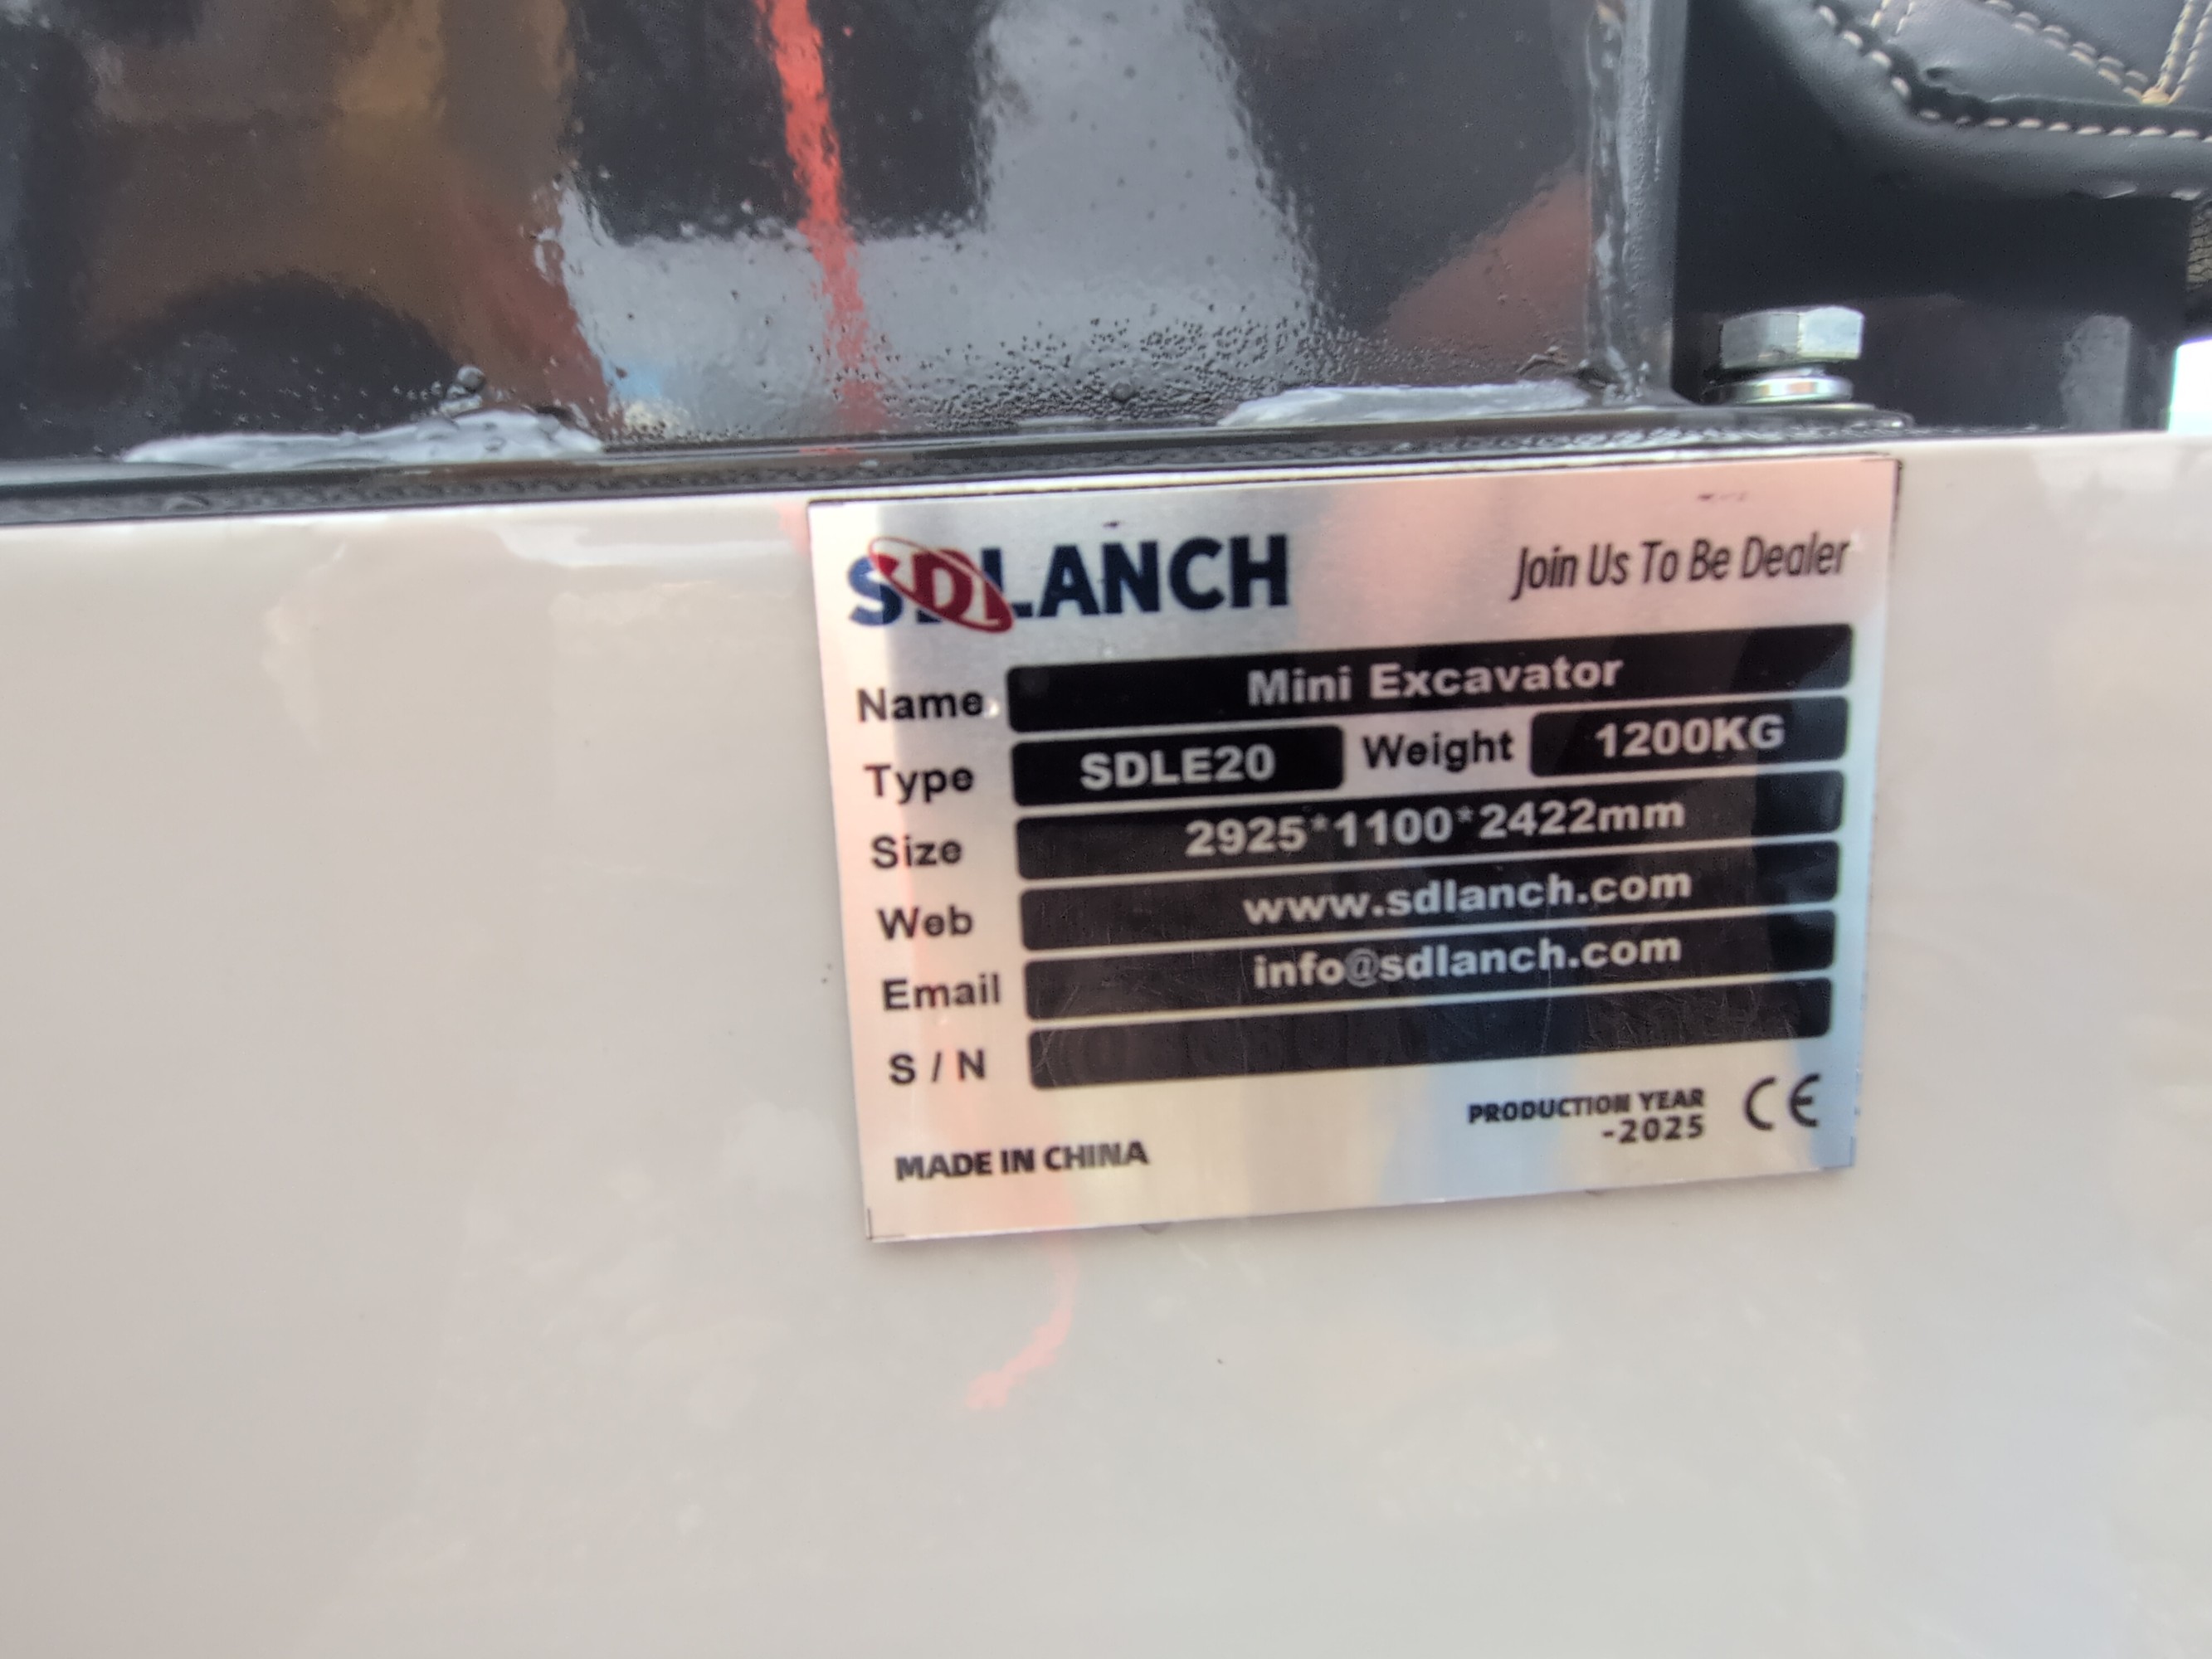 SDLANCH
Join Us To Be Dealer
Name Mini Excavator
Type SDLE20 Weight 1200KG
Size 2925*1100*2422mm
Web www.sdlanch.com
Email info@sdlanch.com
S / N
PRODUCTION YEAR
-2025
CE
MADE IN CHINA